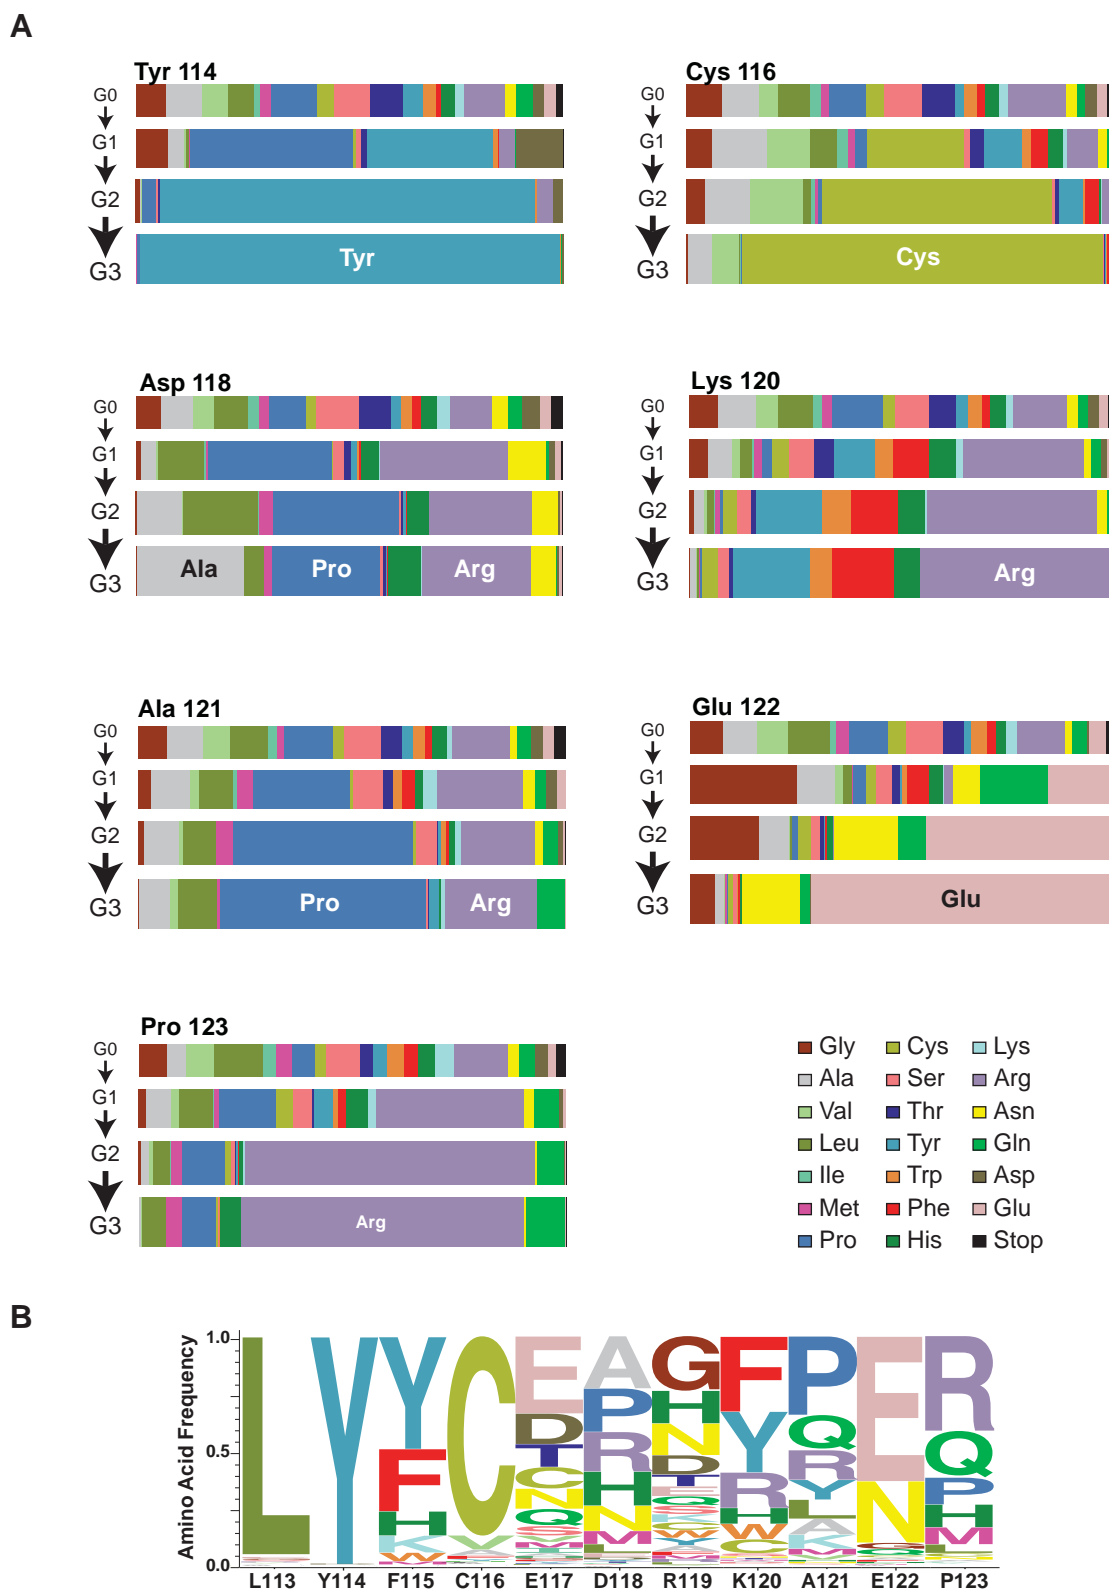 A
Tyr 114
G0
G1
G2
G3
Tyr
Cys 116
G0
G1
G2
G3
Cys
Asp 118
G0
G1
G2
G3
Ala
Pro
Arg
Lys 120
G0
G1
G2
G3
Arg
Ala 121
G0
G1
G2
G3
Pro
Arg
Glu 122
G0
G1
G2
G3
Glu
Pro 123
G0
G1
G2
G3
Arg
Gly
Ala
Val
Leu
Ile
Met
Pro
Cys
Ser
Thr
Tyr
Trp
Phe
His
Lys
Arg
Asn
Gln
Asp
Glu
Stop
B
Amino Acid Frequency
1.0
0.5
0.0
L
Y
Y
F
H
K
W
C
V
E
D
T
C
N
Q
S
A
P
R
H
N
M
L
G
H
N
D
T
E
Q
S
K
C
W
Y
F
Y
R
H
W
C
P
Q
R
Y
L
A
K
E
N
R
Q
P
H
M
L
L113
Y114
F115
C116
E117
D118
R119
K120
A121
E122
P123